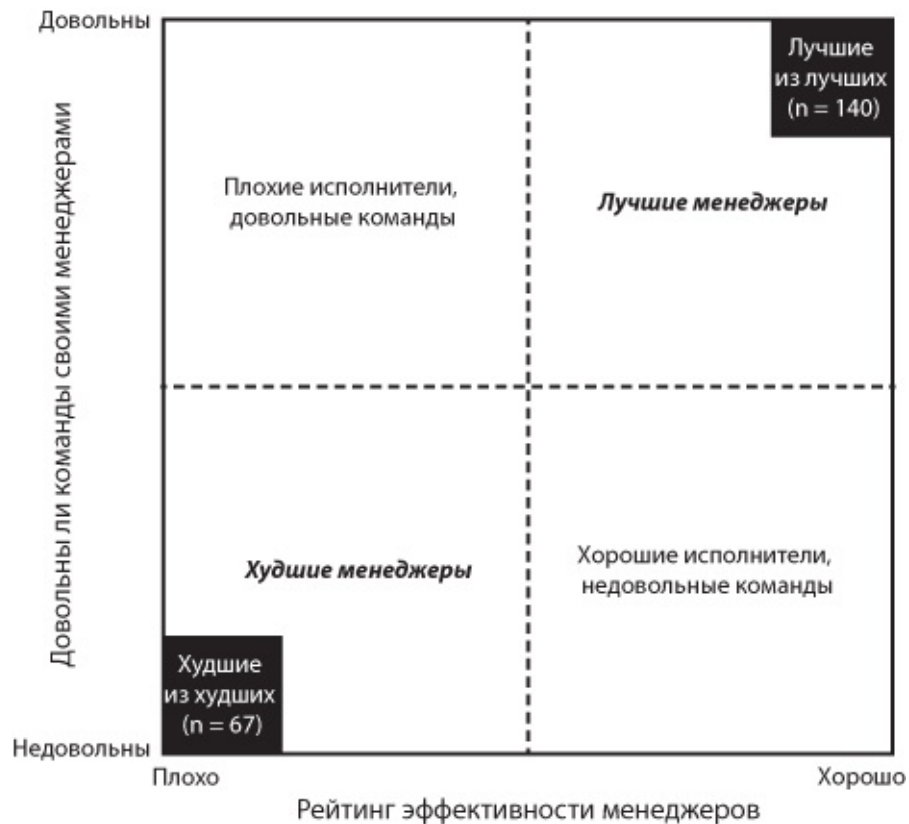 Довольны
Лучшие
из лучших
(n = 140)
Плохие исполнители,
довольные команды
Лучшие менеджеры
Довольны ли команды своими менеджерами
Худшие менеджеры
Хорошие исполнители,
недовольные команды
Худшие
из худших
(n = 67)
Недовольны
Плохо
Хорошо
Рейтинг эффективности менеджеров